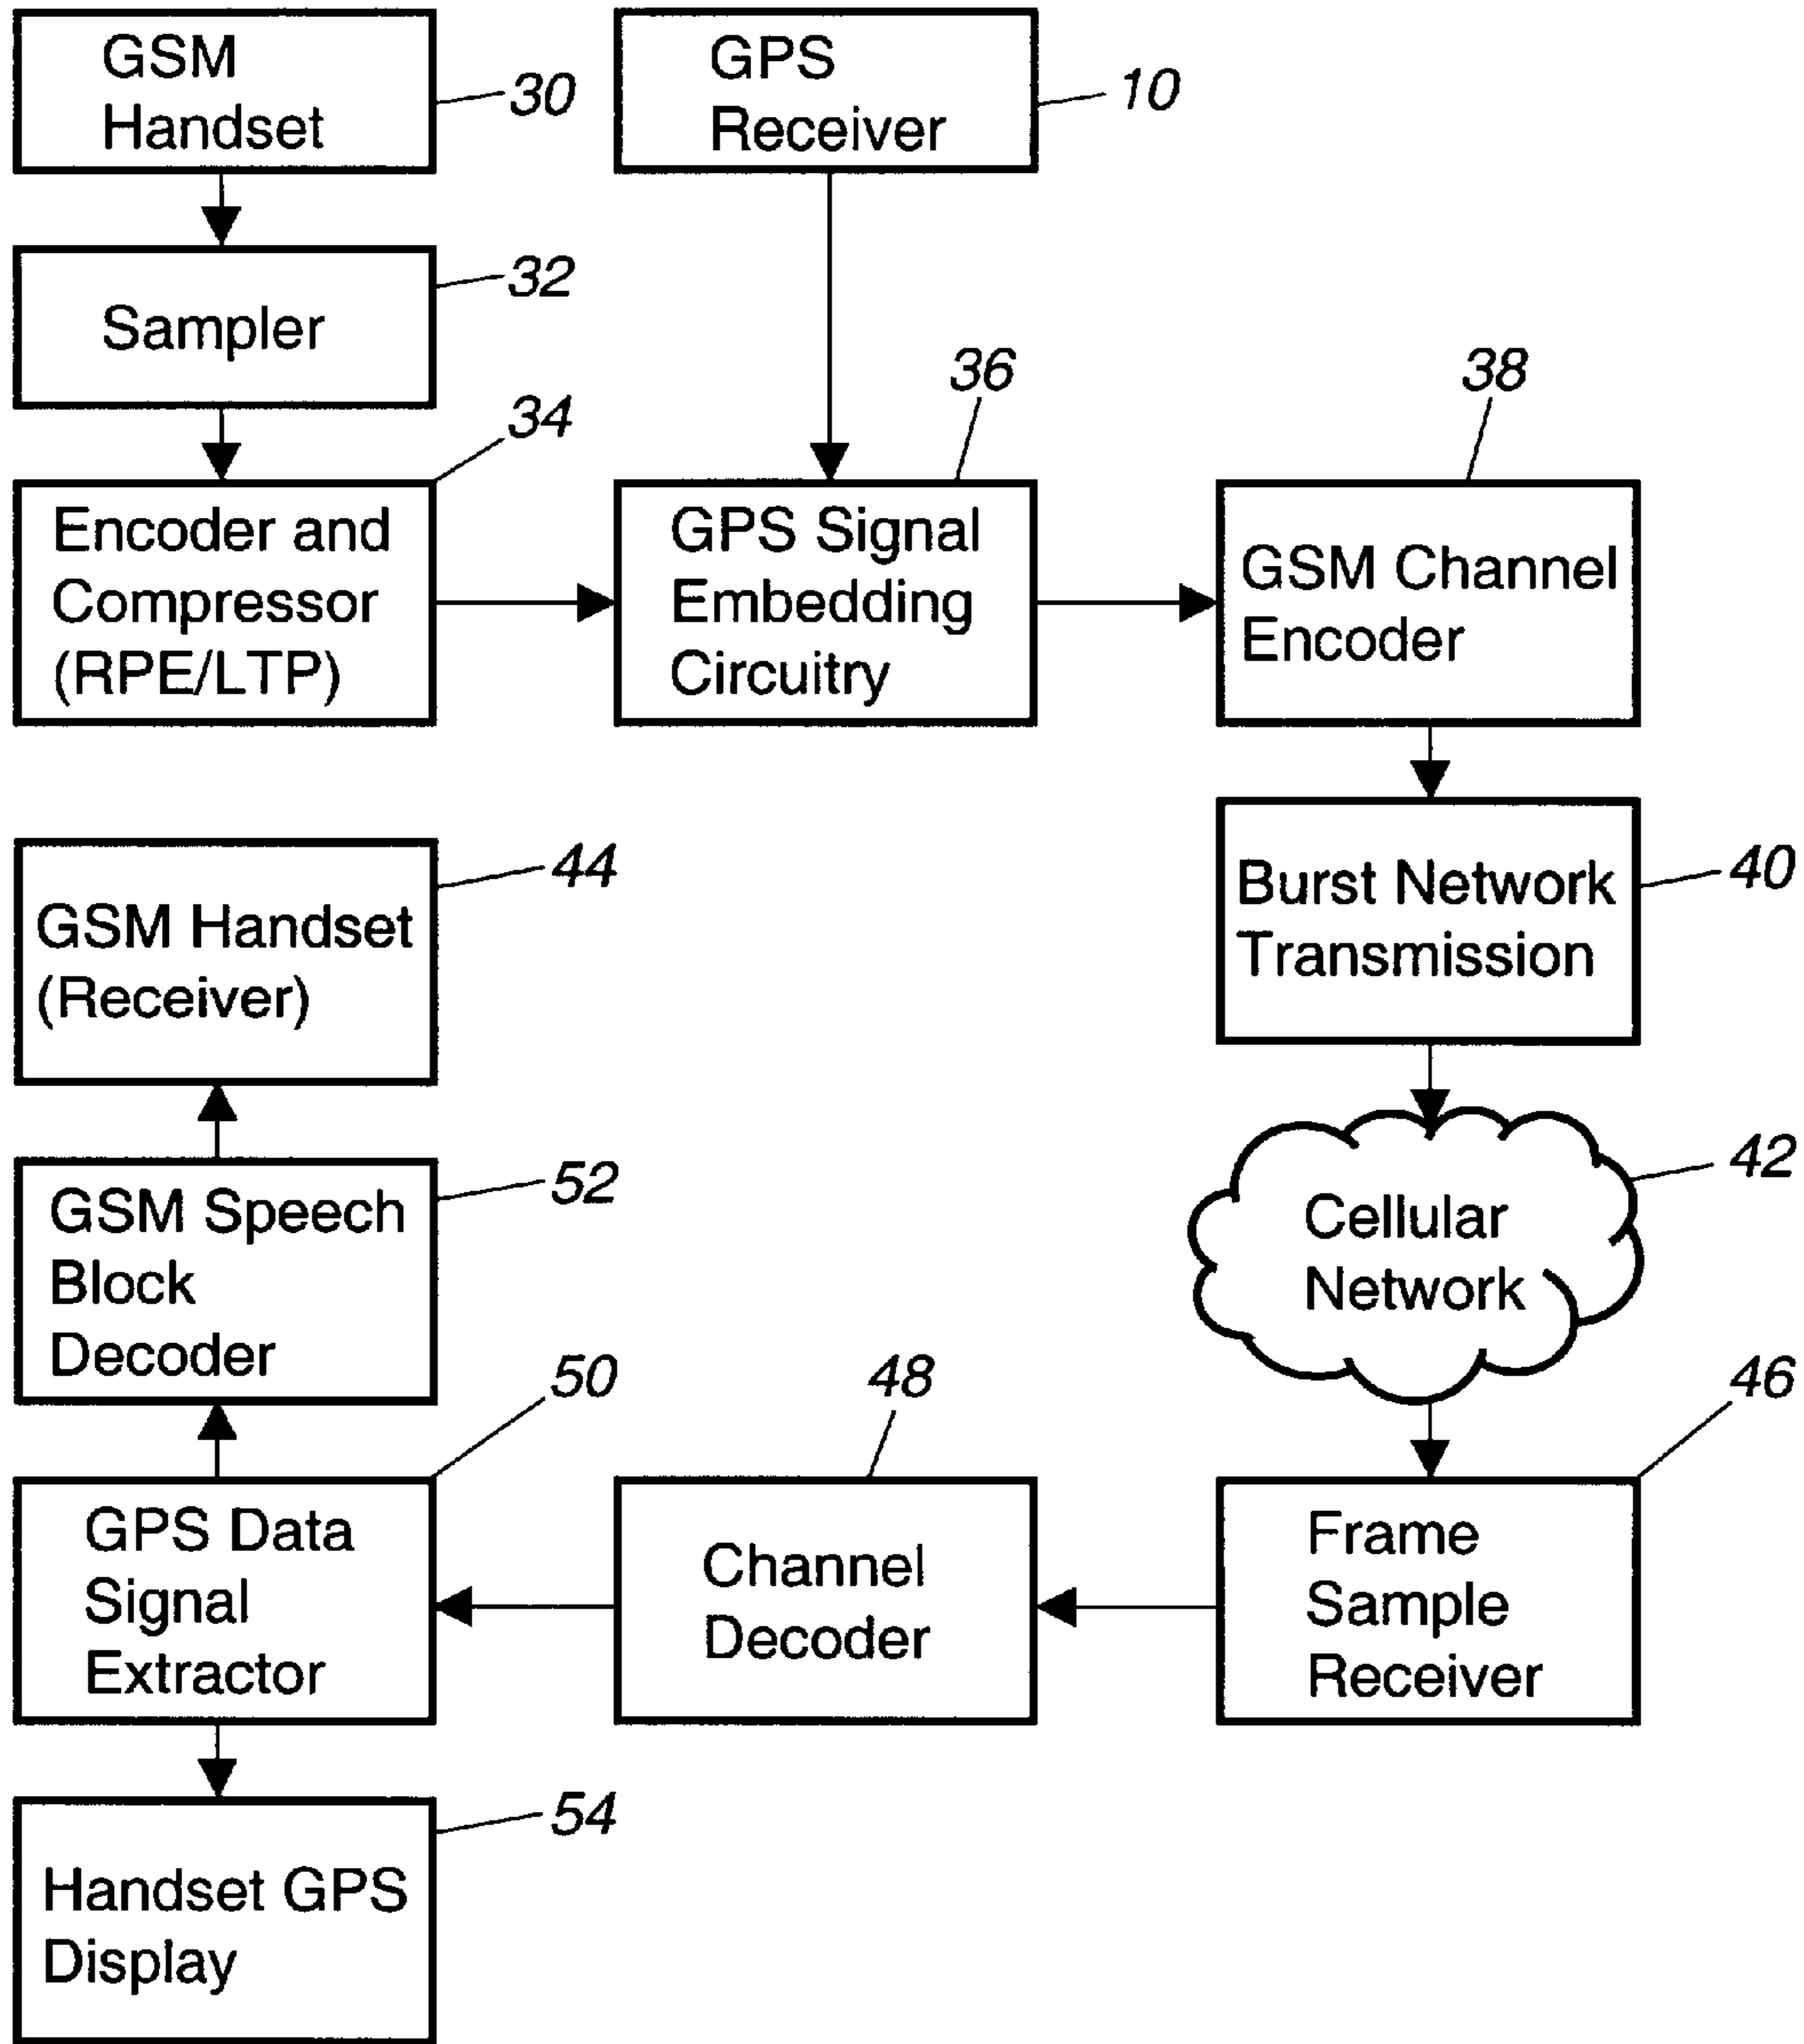 GSM
Handset
30
GPS
Receiver
10
Sampler
32
Encoder and
Compressor
(RPE/LTP)
34
GPS Signal
Embedding
Circuitry
36
GSM Channel
Encoder
38
Burst Network
Transmission
40
Cellular
Network
42
Frame
Sample
Receiver
46
Channel
Decoder
48
GPS Data
Signal
Extractor
50
GSM Speech
Block
Decoder
52
GSM Handset
(Receiver)
44
Handset GPS
Display
54